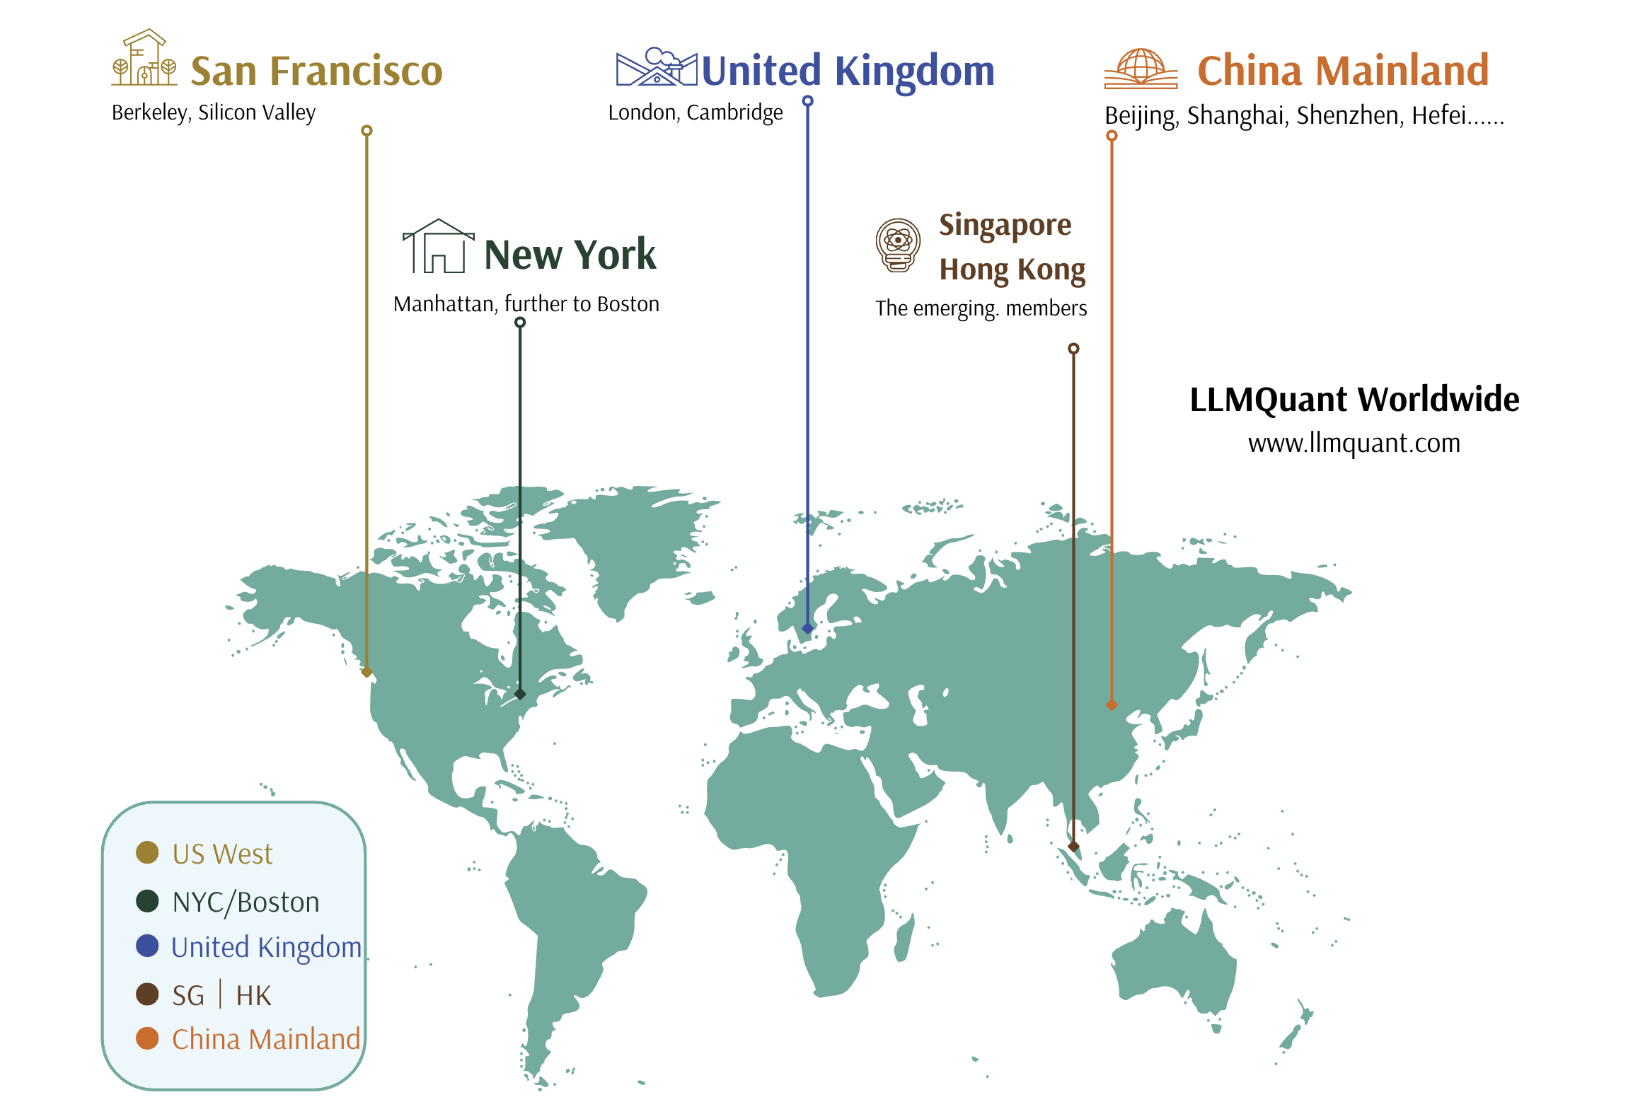 San Francisco
Berkeley, Silicon Valley
United Kingdom
London, Cambridge
China Mainland
Beijing, Shanghai, Shenzhen, Hefei......
New York
Manhattan, further to Boston
Singapore
Hong Kong
The emerging. members
LLMQuant Worldwide
www.llmquant.com
US West
NYC/Boston
United Kingdom
SG | HK
China Mainland